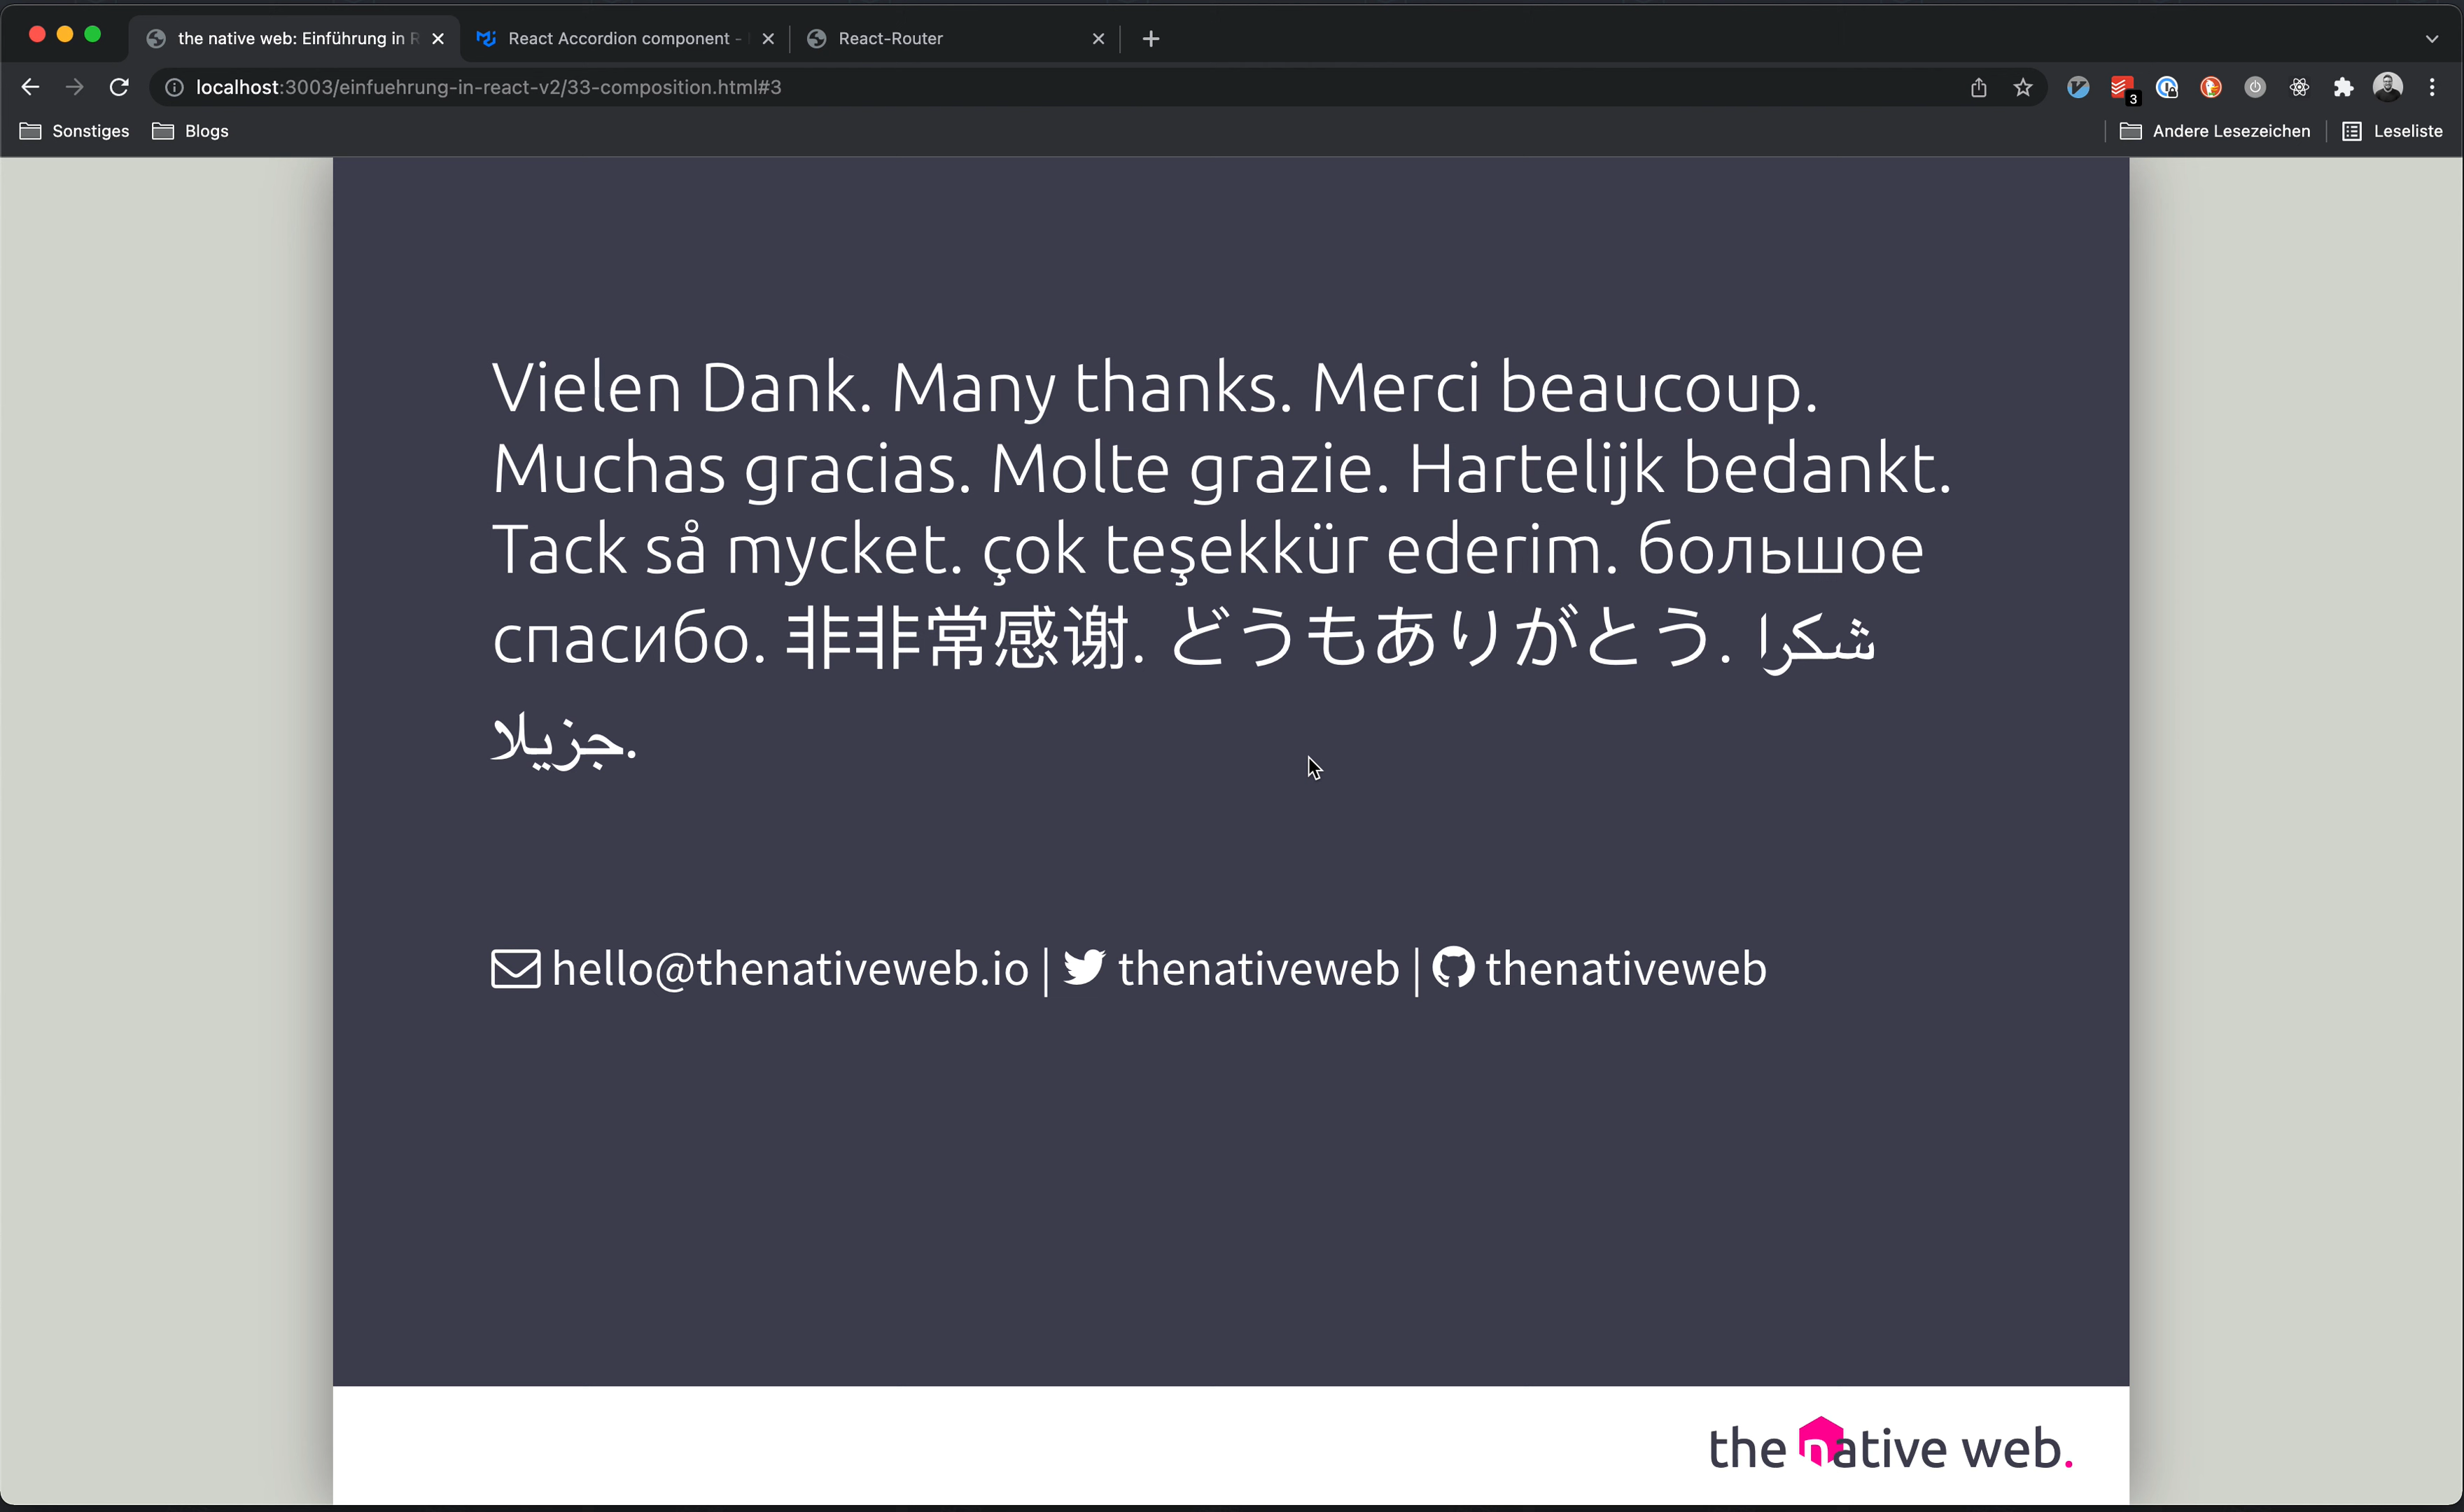 the native web: Einführung in R
React Accordion component -
React-Router
localhost:3003/einfuehrung-in-react-v2/33-composition.html#3
3
Sonstiges
Blogs
Andere Lesezeichen
Leseliste
Vielen Dank. Many thanks. Merci beaucoup.
Muchas gracias. Molte grazie. Hartelijk bedankt.
Tack så mycket. çok teşekkür ederim. большое
спасибо. 非非常感谢. どうもありがとう. شكرا
جزيلا.
hello@thenativeweb.io | thenativeweb | thenativeweb
the native web.